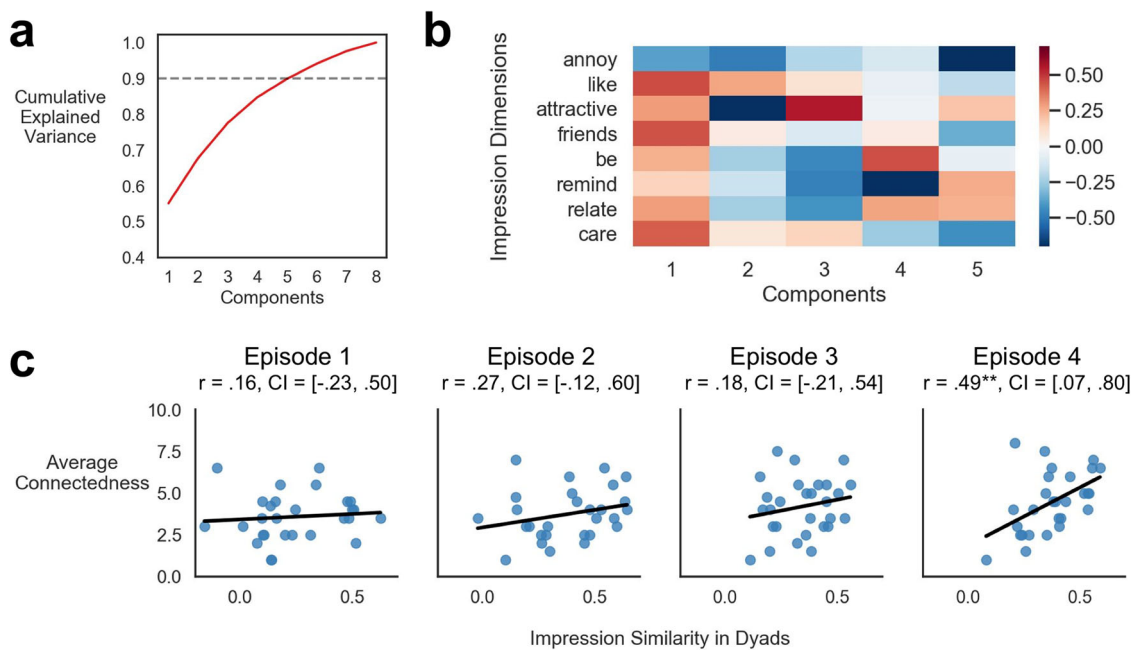 a
Cumulative
Explained
Variance
1.0
0.9
0.8
0.7
0.6
0.5
0.4
1 2 3 4 5 6 7 8
Components
b
Impression Dimensions
annoy
like
attractive
friends
be
remind
relate
care
1 2 3 4 5
Components
0.50
0.25
0.00
−0.25
−0.50
c
Episode 1
r = .16, CI = [-.23, .50]
Episode 2
r = .27, CI = [-.12, .60]
Episode 3
r = .18, CI = [-.21, .54]
Episode 4
r = .49**, CI = [.07, .80]
Average
Connectedness
10.0
7.5
5.0
2.5
0.0
0.0 0.5
0.0 0.5
0.0 0.5
0.0 0.5
Impression Similarity in Dyads